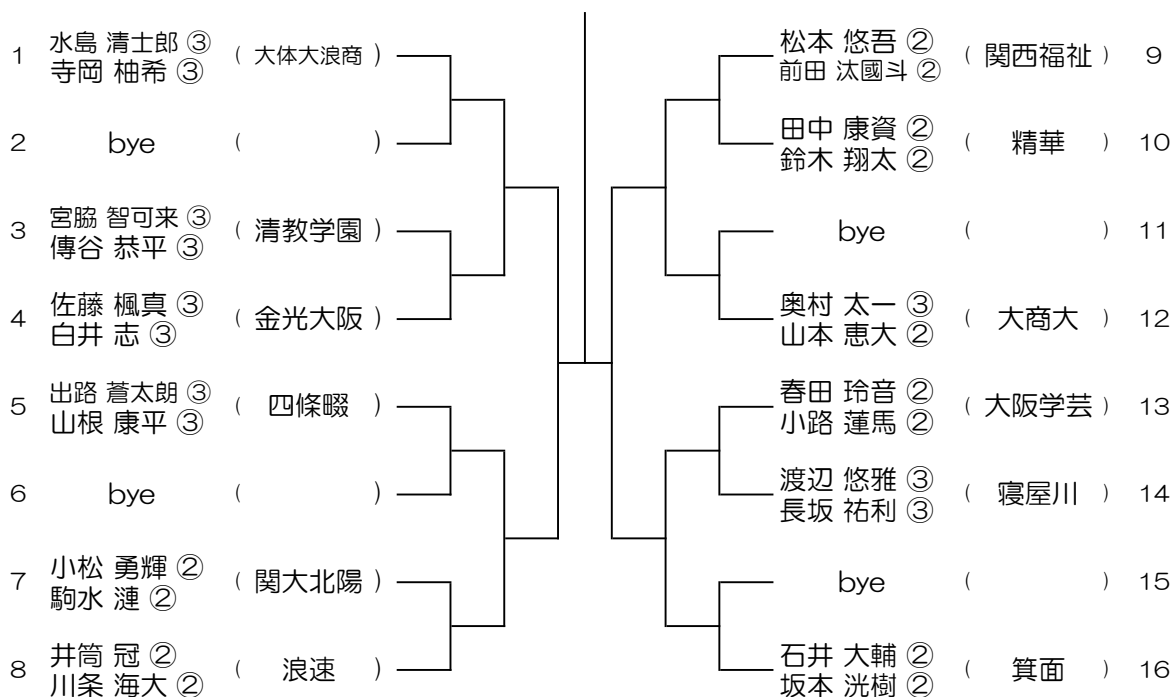 1 水島 清士郎 ③ ( 大体大浪商 )
寺岡 柚希 ③
2 bye ( )
3 宮脇 智可来 ③ ( 清教学園 )
傳谷 恭平 ③
4 佐藤 楓真 ③ ( 金光大阪 )
白井 志 ③
5 出路 蒼太朗 ③ ( 四條畷 )
山根 康平 ③
6 bye ( )
7 小松 勇輝 ② ( 関大北陽 )
駒水 漣 ②
8 井筒 冠 ② ( 浪速 )
川条 海大 ②
松本 悠吾 ② ( 関西福祉 ) 9
前田 汰國斗 ②
田中 康資 ② ( 精華 ) 10
鈴木 翔太 ②
bye ( ) 11
奥村 太一 ③ ( 大商大 ) 12
山本 恵大 ②
春田 玲音 ② ( 大阪学芸 ) 13
小路 蓮馬 ②
渡辺 悠雅 ③ ( 寝屋川 ) 14
長坂 祐利 ③
bye ( ) 15
石井 大輔 ② ( 箕面 ) 16
坂本 洸樹 ②